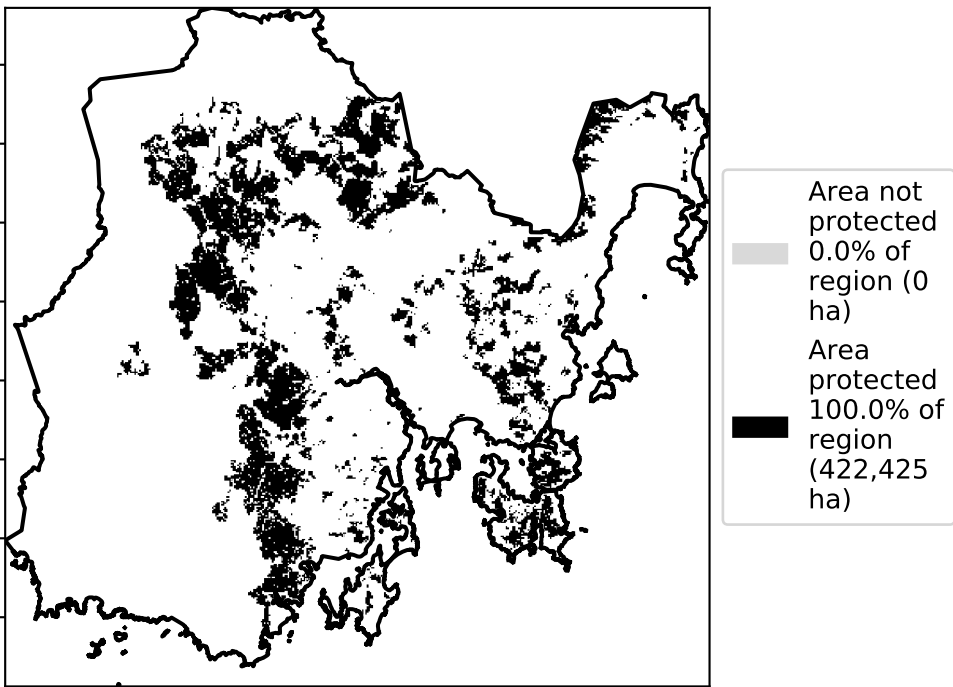 Area not
protected
0.0% of
region (0
ha)
Area
protected
100.0% of
region
(422,425
ha)